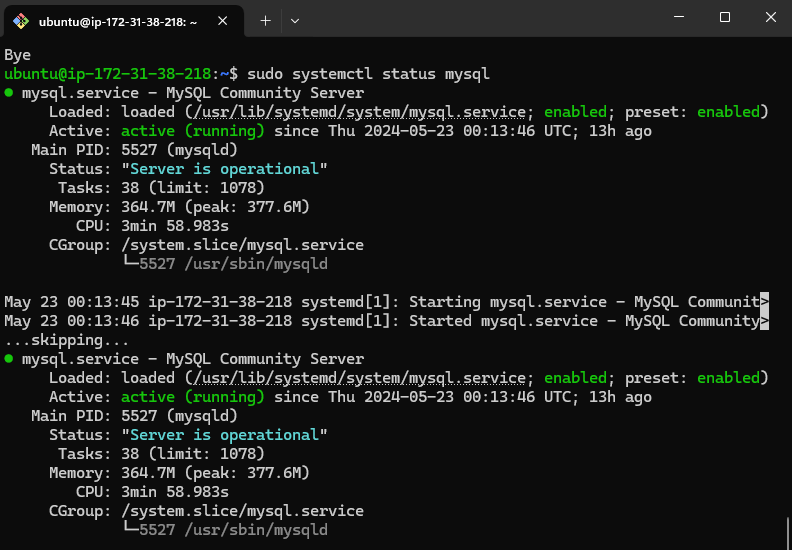 ubuntu@ip-172-31-38-218: ~
Bye
ubuntu@ip-172-31-38-218:~$ sudo systemctl status mysql
● mysql.service - MySQL Community Server
     Loaded: loaded (/usr/lib/systemd/system/mysql.service; enabled; preset: enabled)
     Active: active (running) since Thu 2024-05-23 00:13:46 UTC; 13h ago
   Main PID: 5527 (mysqld)
     Status: "Server is operational"
      Tasks: 38 (limit: 1078)
     Memory: 364.7M (peak: 377.6M)
        CPU: 3min 58.983s
     CGroup: /system.slice/mysql.service
             └─5527 /usr/sbin/mysqld
May 23 00:13:45 ip-172-31-38-218 systemd[1]: Starting mysql.service - MySQL Communit>
May 23 00:13:46 ip-172-31-38-218 systemd[1]: Started mysql.service - MySQL Community>
...skipping...
● mysql.service - MySQL Community Server
     Loaded: loaded (/usr/lib/systemd/system/mysql.service; enabled; preset: enabled)
     Active: active (running) since Thu 2024-05-23 00:13:46 UTC; 13h ago
   Main PID: 5527 (mysqld)
     Status: "Server is operational"
      Tasks: 38 (limit: 1078)
     Memory: 364.7M (peak: 377.6M)
        CPU: 3min 58.983s
     CGroup: /system.slice/mysql.service
             └─5527 /usr/sbin/mysqld